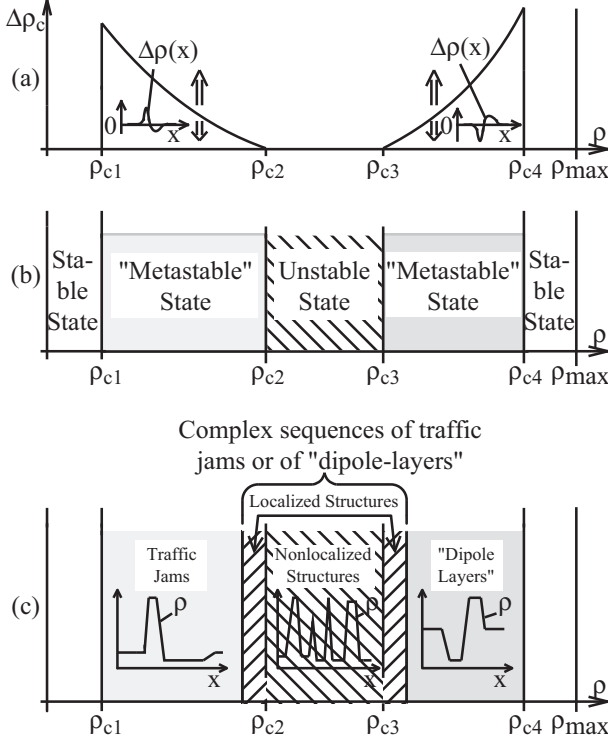 Δρc
(a)
Δρ(x)
Δρ(x)
0
x
0
x
ρ
ρc1
ρc2
ρc3
ρc4
ρmax
(b)
Sta-
ble
State
"Metastable"
State
Unstable
State
"Metastable"
State
Sta-
ble
State
ρ
ρc1
ρc2
ρc3
ρc4
ρmax
Complex sequences of traffic
jams or of "dipole-layers"
Localized Structures
(c)
Traffic
Jams
Nonlocalized
Structures
"Dipole
Layers"
ρ
ρ
ρ
x
x
x
ρ
ρc1
ρc2
ρc3
ρc4
ρmax